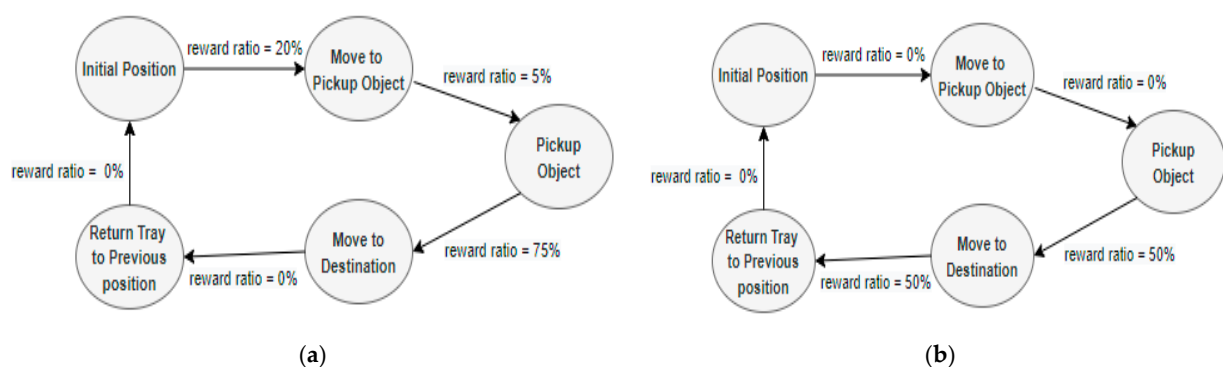 Initial Position
reward ratio = 20%
Move to
Pickup Object
reward ratio = 5%
Pickup
Object
reward ratio = 75%
Move to
Destination
reward ratio = 0%
Return Tray
to Previous
position
reward ratio =  0%
(a)
Initial Position
reward ratio = 0%
Move to
Pickup Object
reward ratio = 0%
Pickup
Object
reward ratio = 50%
Move to
Destination
reward ratio = 50%
Return Tray
to Previous
position
reward ratio =  0%
(b)